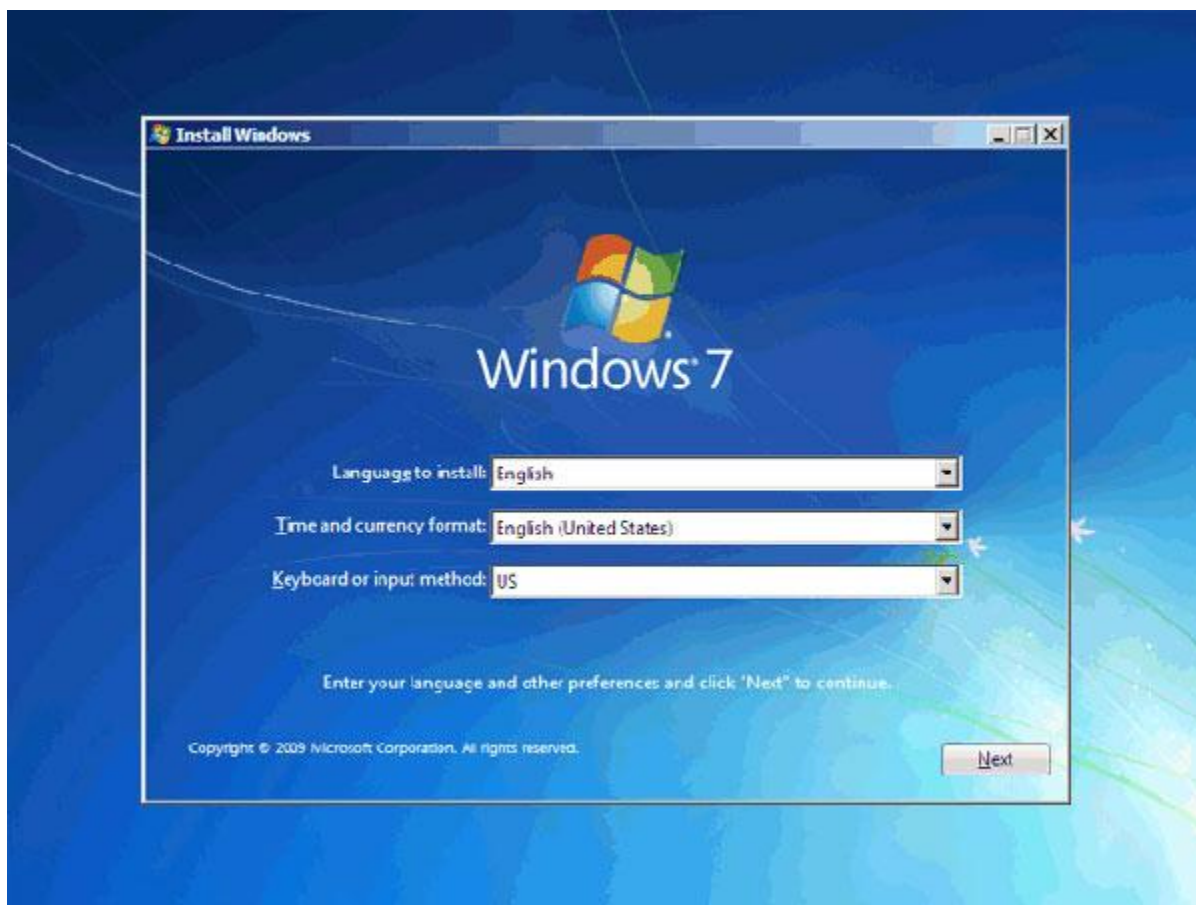 Install Windows
Windows® 7
Language to install: English
Time and currency format: English (United States)
Keyboard or input method: US
Enter your language and other preferences and click "Next" to continue.
Copyright © 2009 Microsoft Corporation. All rights reserved.
Next